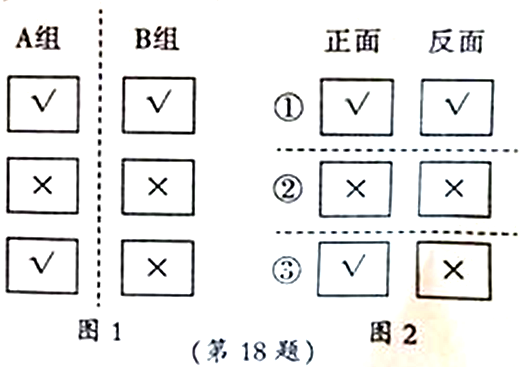 A组 B组 正面 反面
√ √ ① √ √
× × ② × ×
√ × ③ √ ×
图 1 图 2
(第 18 题)